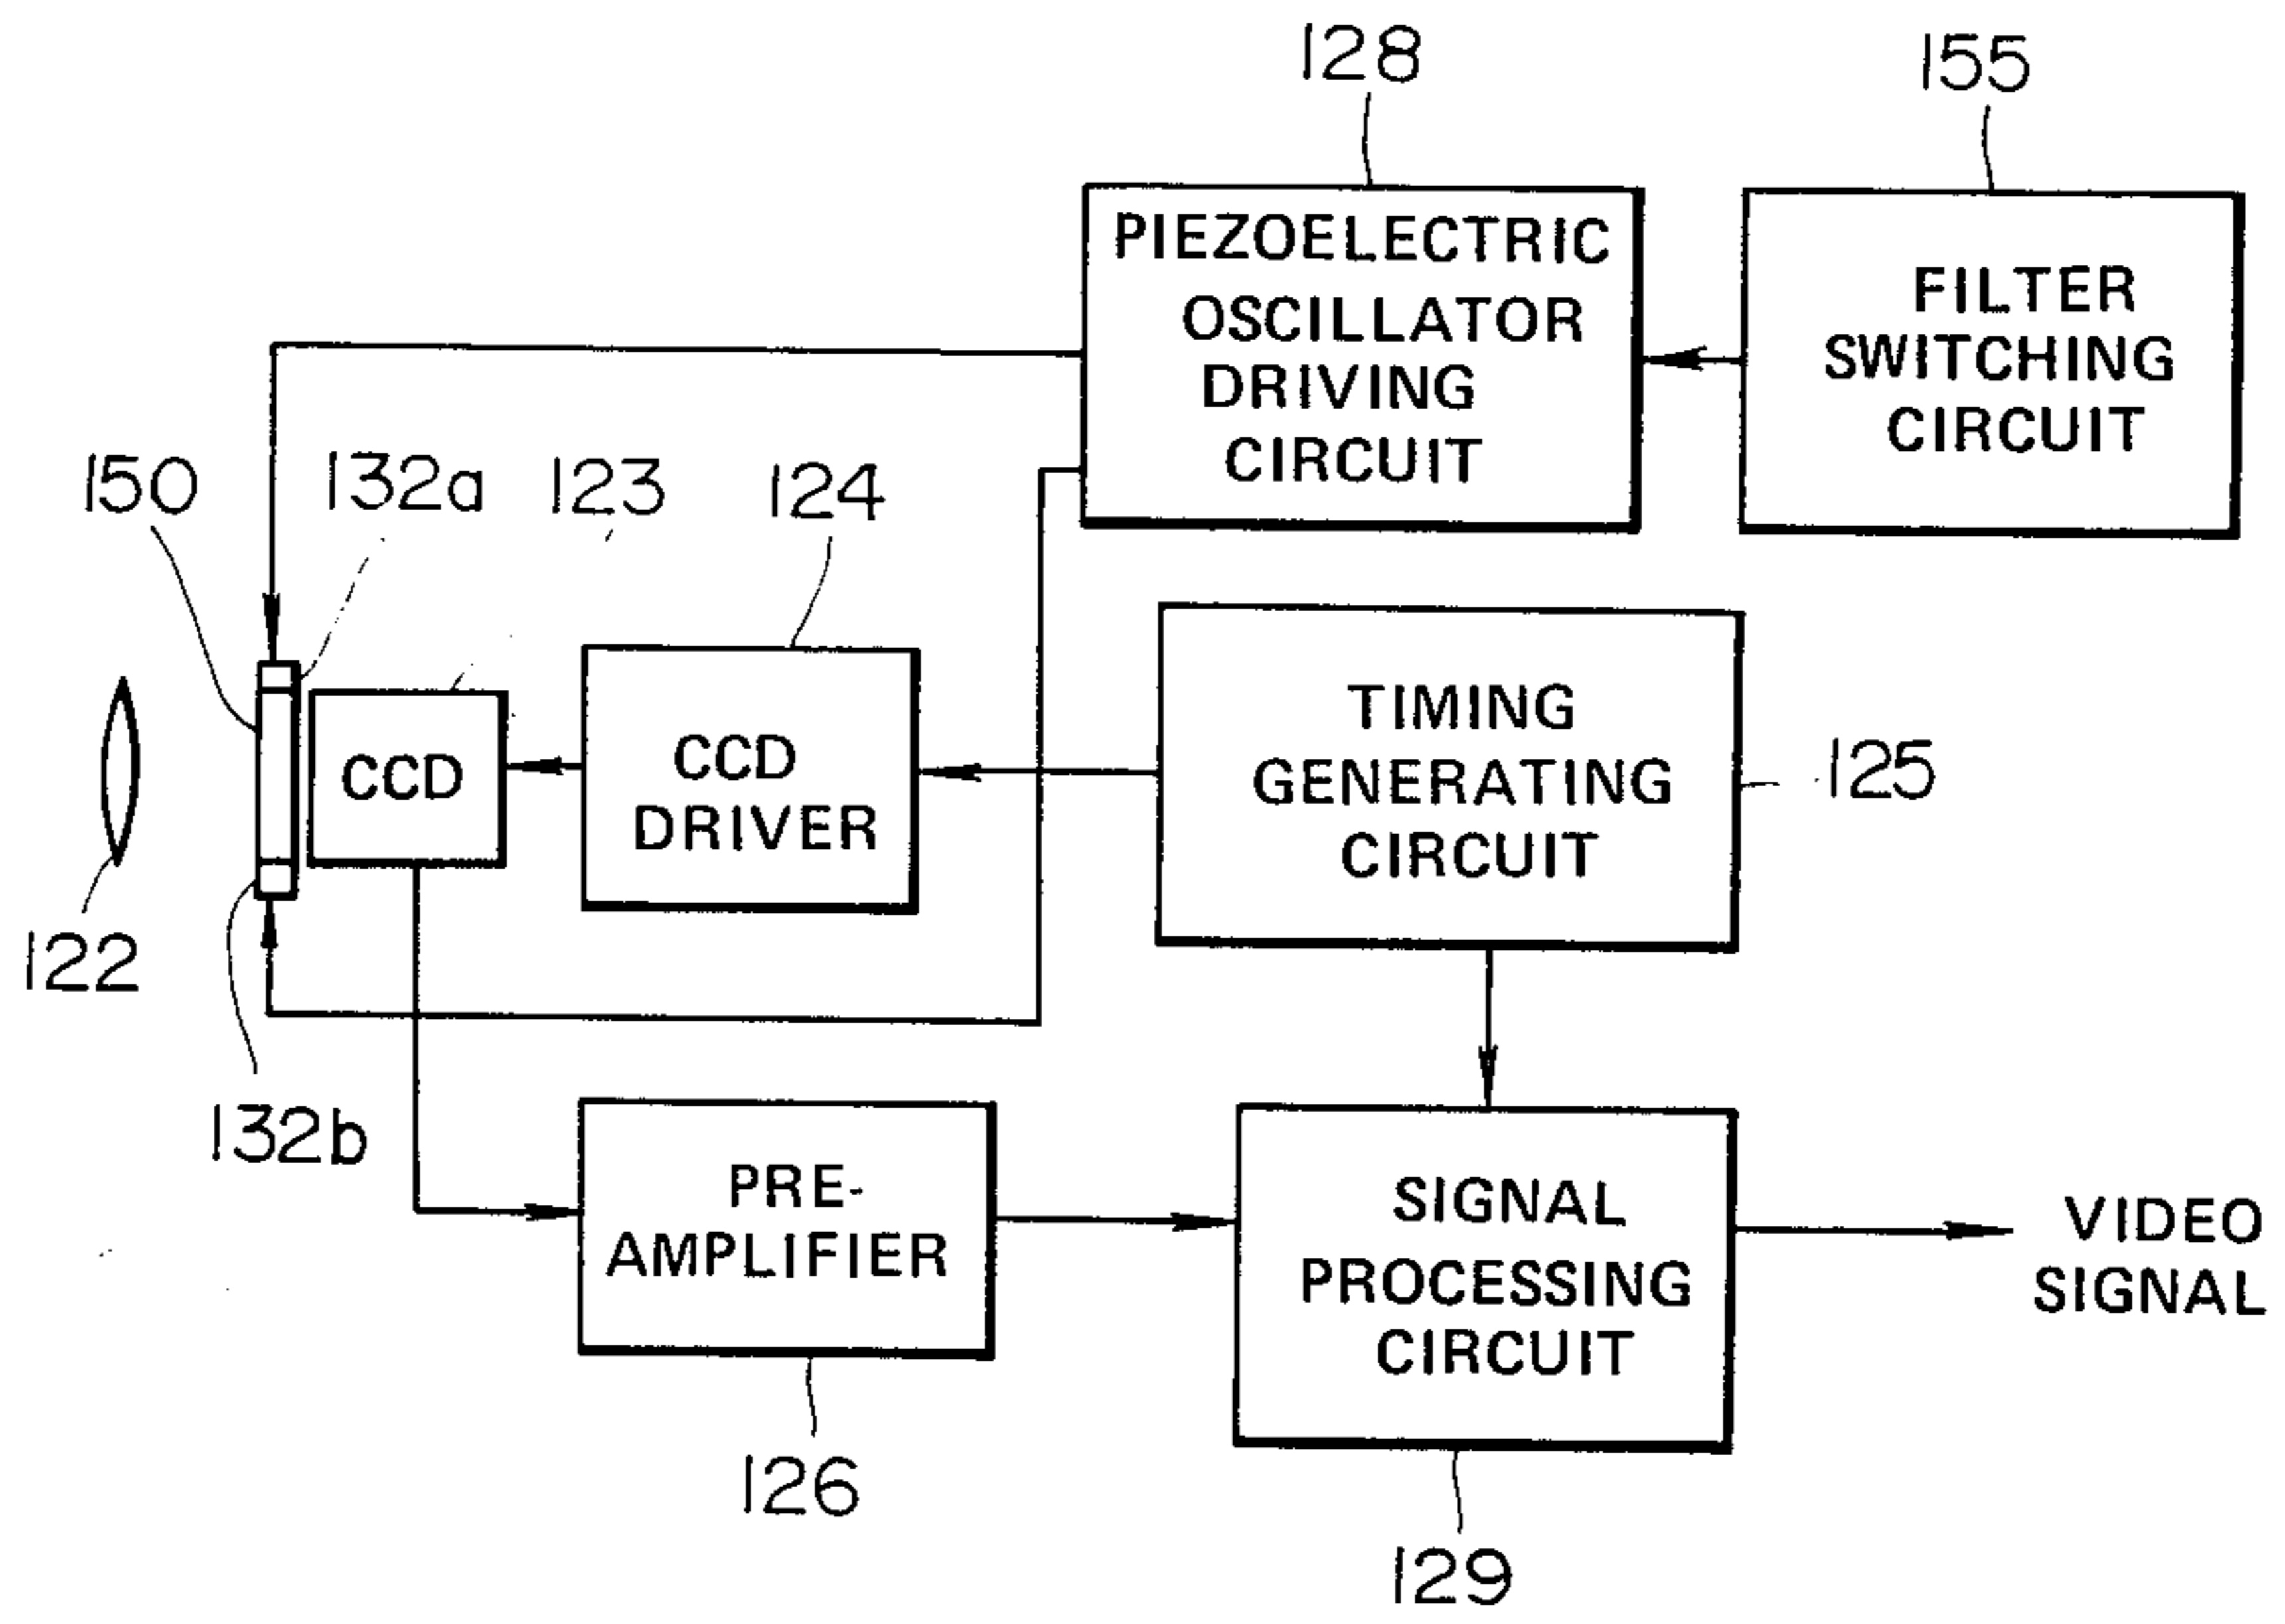 128
155
PIEZOELECTRIC
OSCILLATOR
DRIVING
CIRCUIT
FILTER
SWITCHING
CIRCUIT
150
132a
123
124
CCD
CCD
DRIVER
TIMING
GENERATING
CIRCUIT
125
122
132b
PRE-
AMPLIFIER
SIGNAL
PROCESSING
CIRCUIT
VIDEO
SIGNAL
126
129